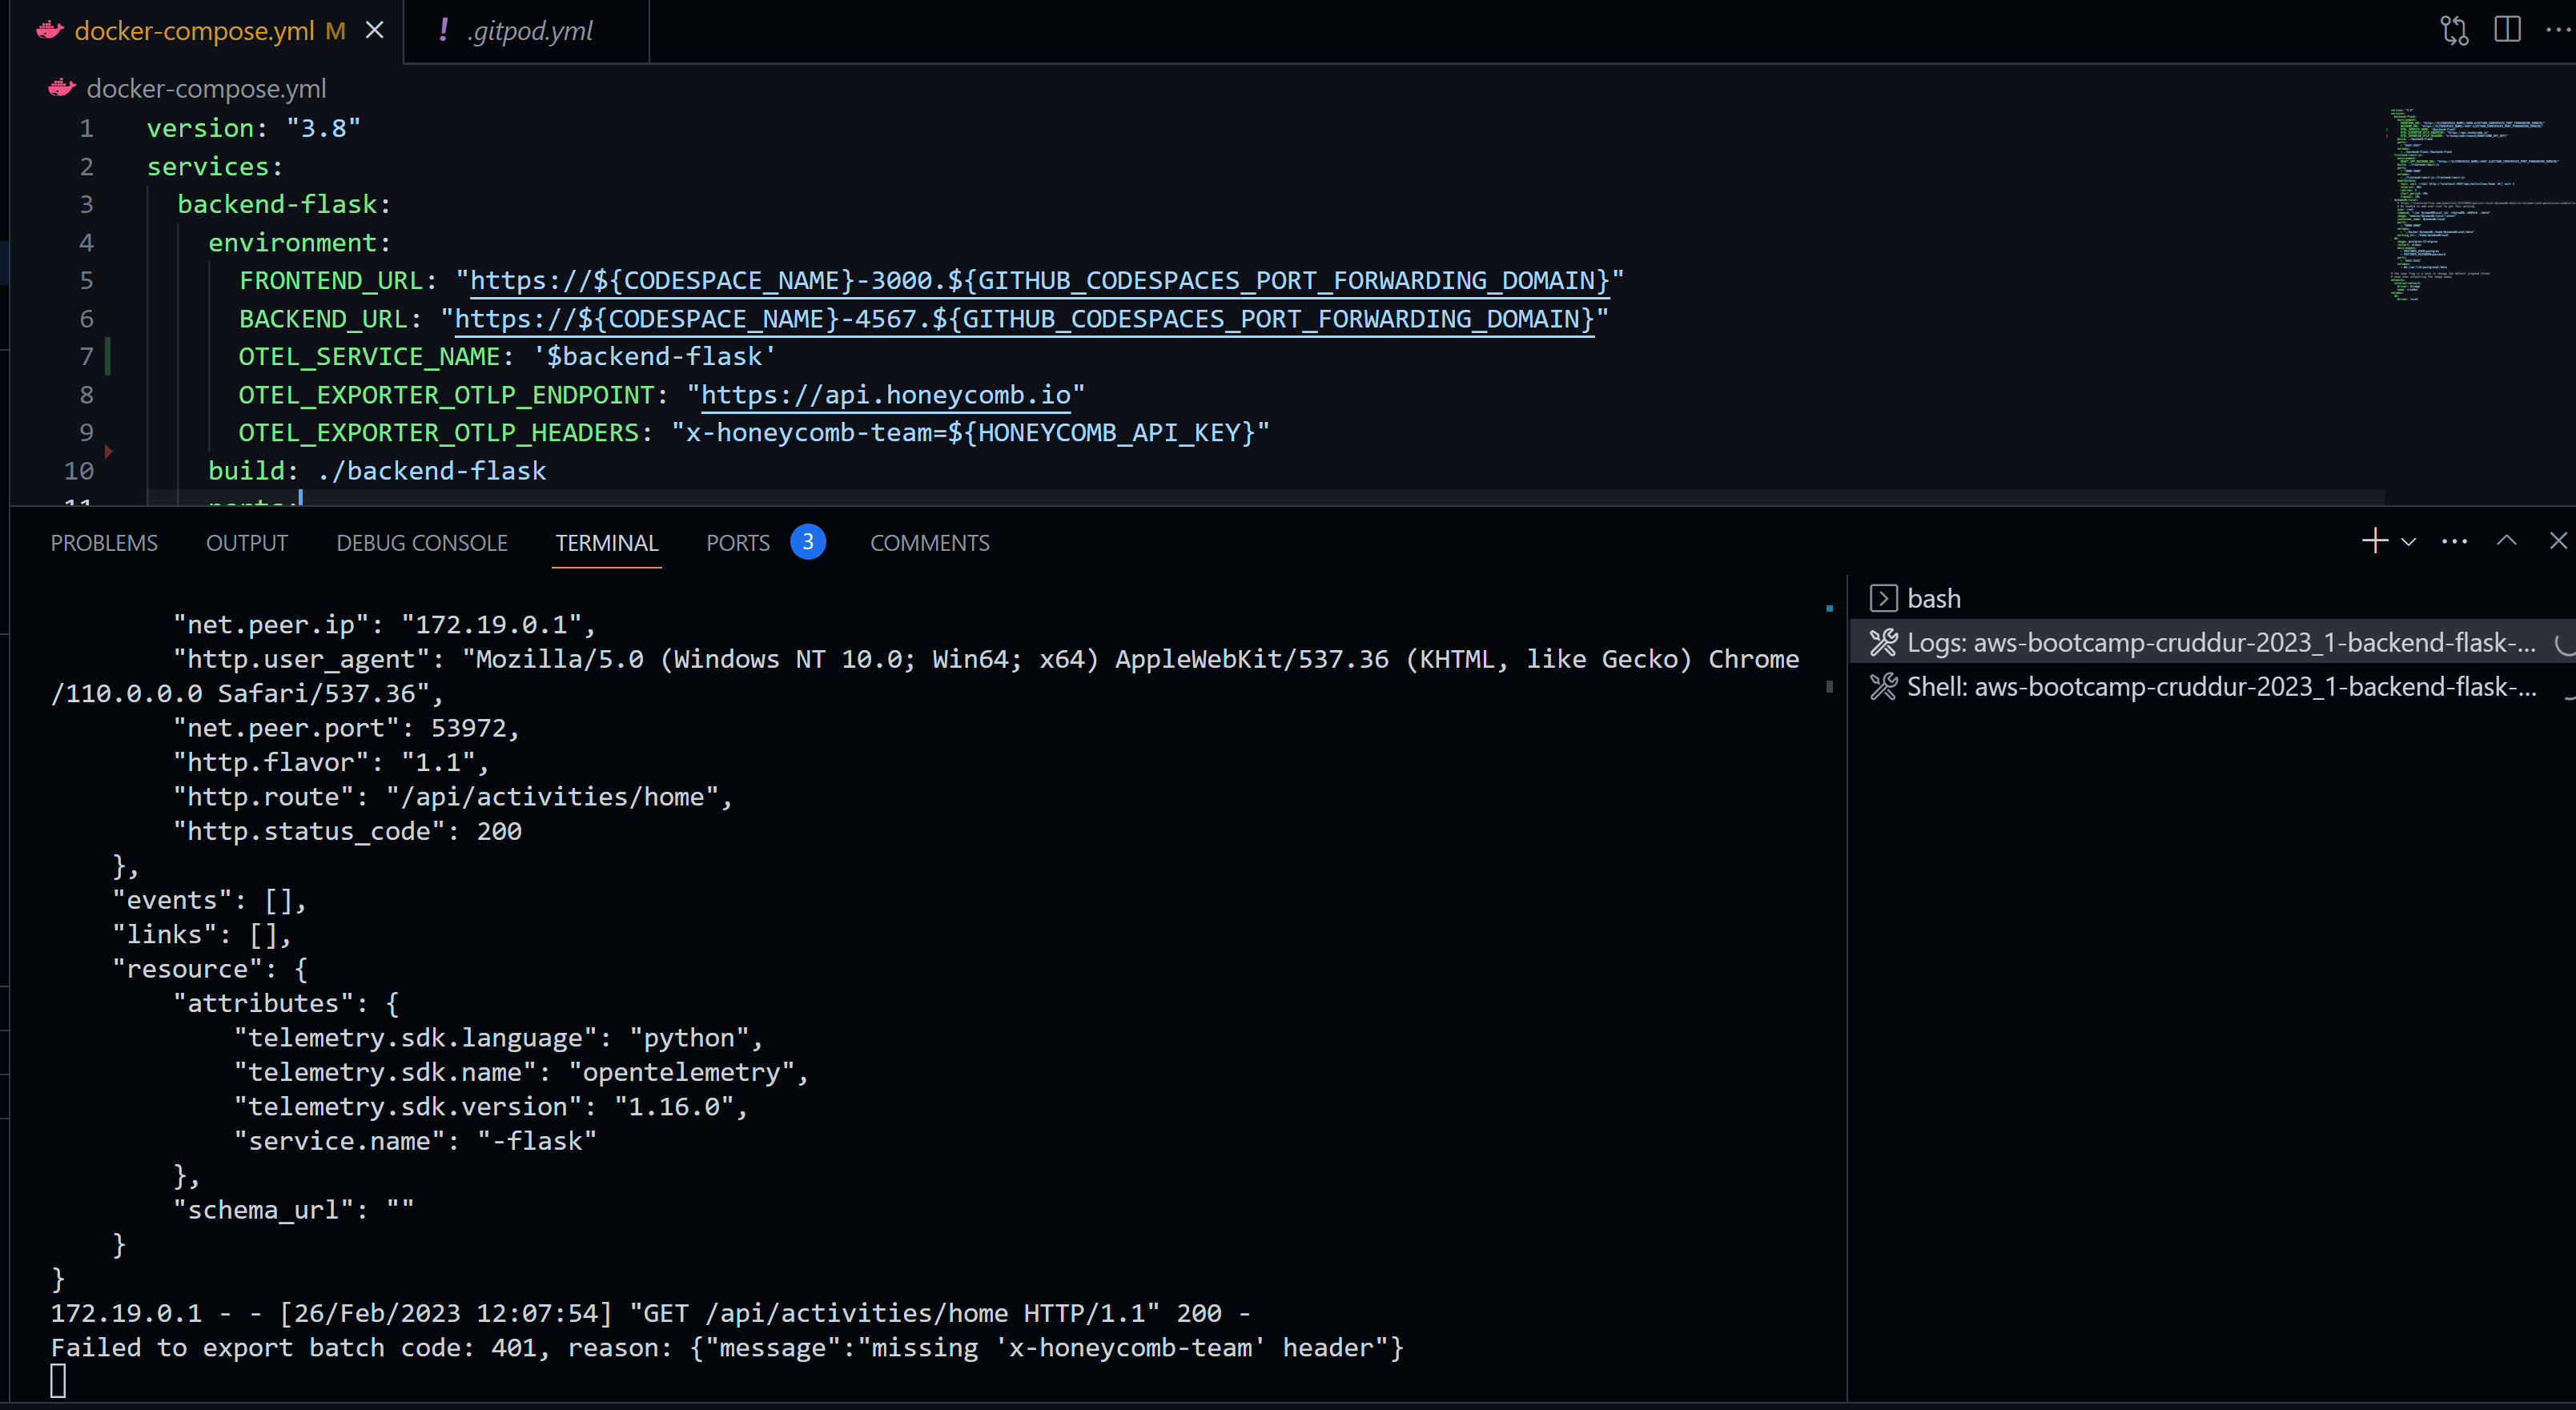 docker-compose.yml M
.gitpod.yml
docker-compose.yml
1 version: "3.8"
2 services:
3 backend-flask:
4 environment:
5 FRONTEND_URL: "https://${CODESPACE_NAME}-3000.${GITHUB_CODESPACES_PORT_FORWARDING_DOMAIN}"
6 BACKEND_URL: "https://${CODESPACE_NAME}-4567.${GITHUB_CODESPACES_PORT_FORWARDING_DOMAIN}"
7 OTEL_SERVICE_NAME: '$backend-flask'
8 OTEL_EXPORTER_OTLP_ENDPOINT: "https://api.honeycomb.io"
9 OTEL_EXPORTER_OTLP_HEADERS: "x-honeycomb-team=${HONEYCOMB_API_KEY}"
10 build: ./backend-flask
11 ports:
PROBLEMS OUTPUT DEBUG CONSOLE TERMINAL PORTS 3 COMMENTS
"net.peer.ip": "172.19.0.1",
"http.user_agent": "Mozilla/5.0 (Windows NT 10.0; Win64; x64) AppleWebKit/537.36 (KHTML, like Gecko) Chrome
/110.0.0.0 Safari/537.36",
"net.peer.port": 53972,
"http.flavor": "1.1",
"http.route": "/api/activities/home",
"http.status_code": 200
},
"events": [],
"links": [],
"resource": {
"attributes": {
"telemetry.sdk.language": "python",
"telemetry.sdk.name": "opentelemetry",
"telemetry.sdk.version": "1.16.0",
"service.name": "-flask"
},
"schema_url": ""
}
}
172.19.0.1 - - [26/Feb/2023 12:07:54] "GET /api/activities/home HTTP/1.1" 200 -
Failed to export batch code: 401, reason: {"message":"missing 'x-honeycomb-team' header"}
bash
Logs: aws-bootcamp-cruddur-2023_1-backend-flask-...
Shell: aws-bootcamp-cruddur-2023_1-backend-flask-...